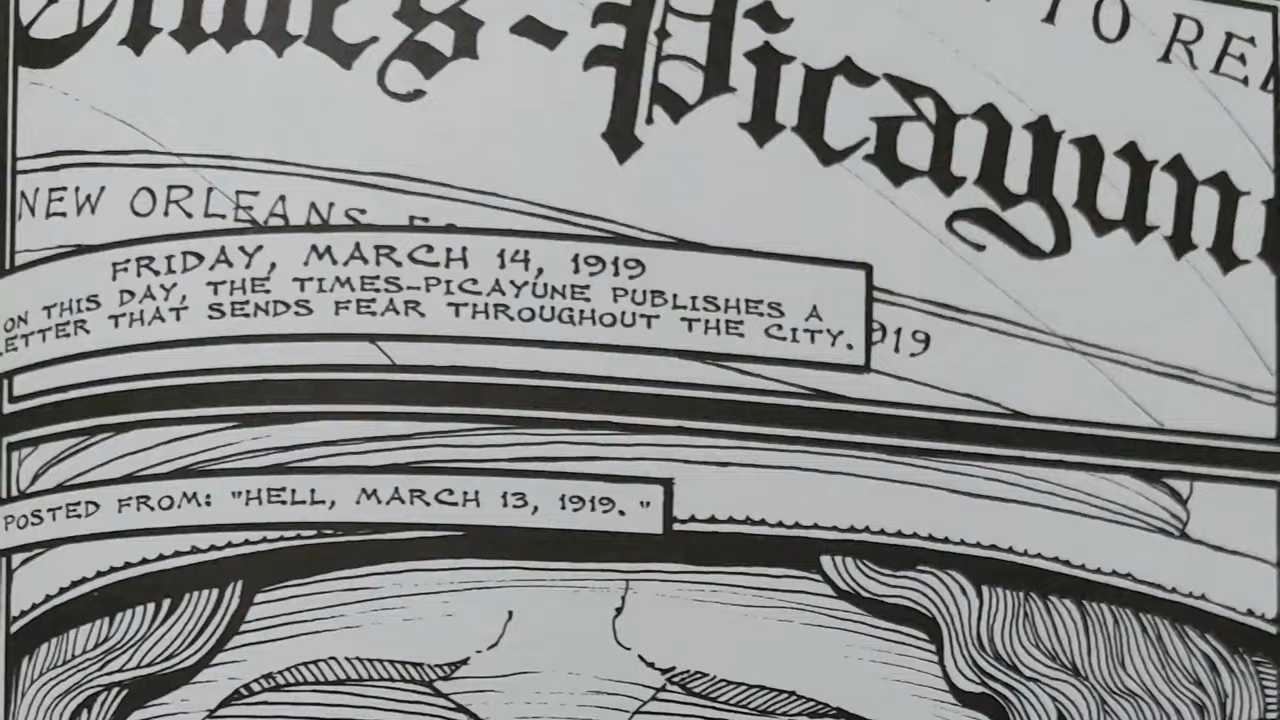 TO
Times-Picayune
NEW ORLEANS
FRIDAY, MARCH 14, 1919
ON THIS DAY, THE TIMES-PICAYUNE PUBLISHES A
LETTER THAT SENDS FEAR THROUGHOUT THE CITY.
919
POSTED FROM: "HELL, MARCH 13, 1919."